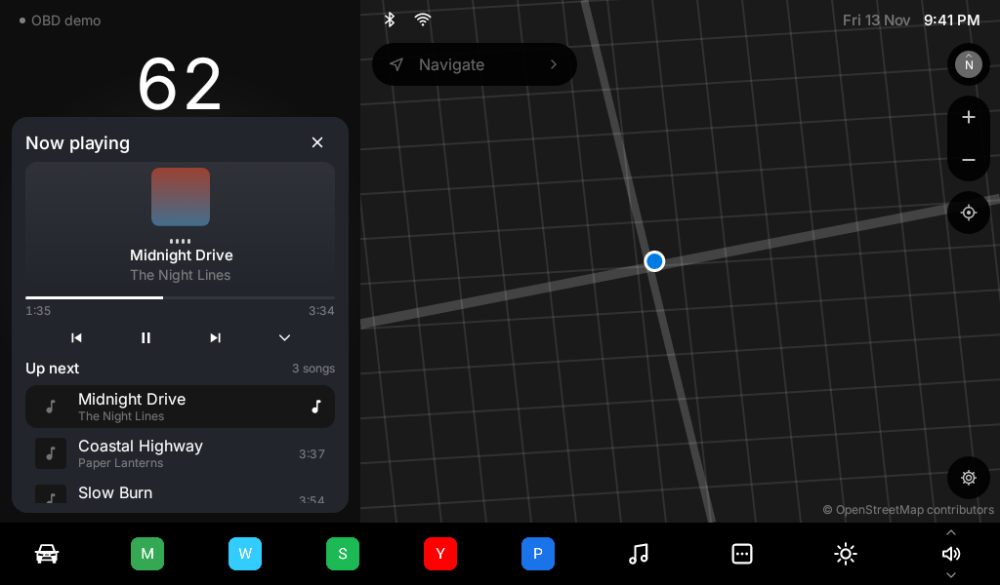 OBD demo
Fri 13 Nov 9:41 PM
62
Navigate
N
Now playing
Midnight Drive
The Night Lines
1:35 3:34
Up next 3 songs
Midnight Drive
The Night Lines
Coastal Highway
Paper Lanterns
3:37
Slow Burn
3:54
© OpenStreetMap contributors
M W S Y P